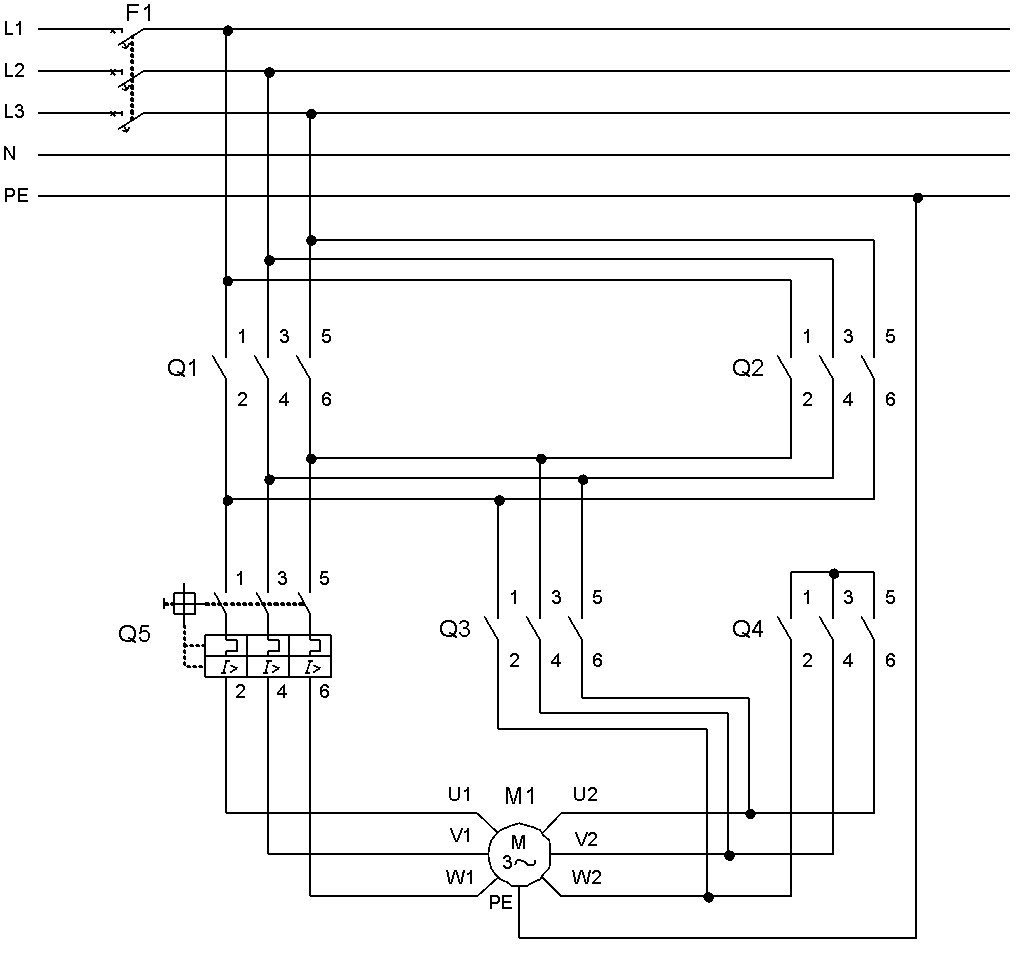 F1
L1
L2
L3
N
PE
1 3 5 1 3 5
Q1 Q2
2 4 6 2 4 6
1 3 5
1 3 5 1 3 5
Q5 Q3 Q4
I> I> I>
2 4 6 2 4 6
2 4 6
U1 M1 U2
V1 M V2
3~
W1 W2
PE